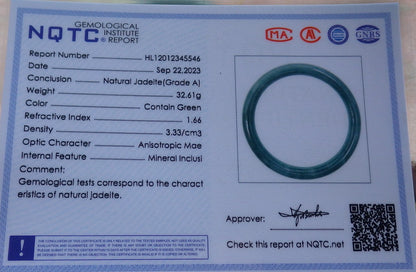 NQTC GEMOLOGICAL
INSTITUTE
REPORT
MA
GNRS
Report Number HL12012345546
Date Sep 22,2023
Conclusion Natural Jadeite(Grade A)
Weight 32.61g
Color Contain Green
Refractive Index 1.66
Density 3.33/cm3
Optic Character Anisotropic Mae
Internal Feature Mineral Inclusi
Comment:
Gemological tests correspond to the charact
eristics of natural jadeite.
Approver:
Check this report at NQTC.net